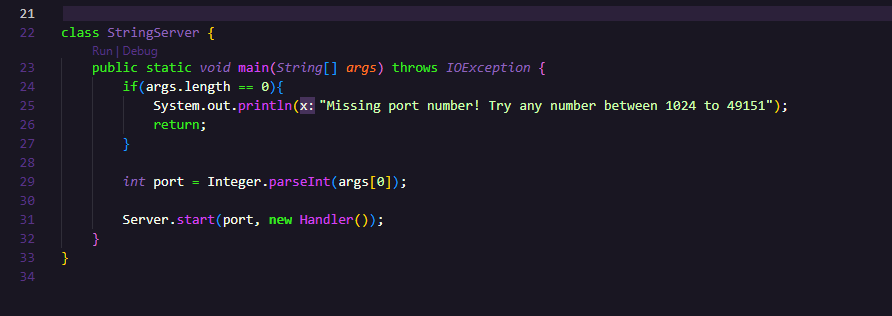 21
22 class StringServer {
Run | Debug
23 public static void main(String[] args) throws IOException {
24 if(args.length == 0){
25 System.out.println(x: "Missing port number! Try any number between 1024 to 49151");
26 return;
27 }
28
29 int port = Integer.parseInt(args[0]);
30
31 Server.start(port, new Handler());
32 }
33 }
34